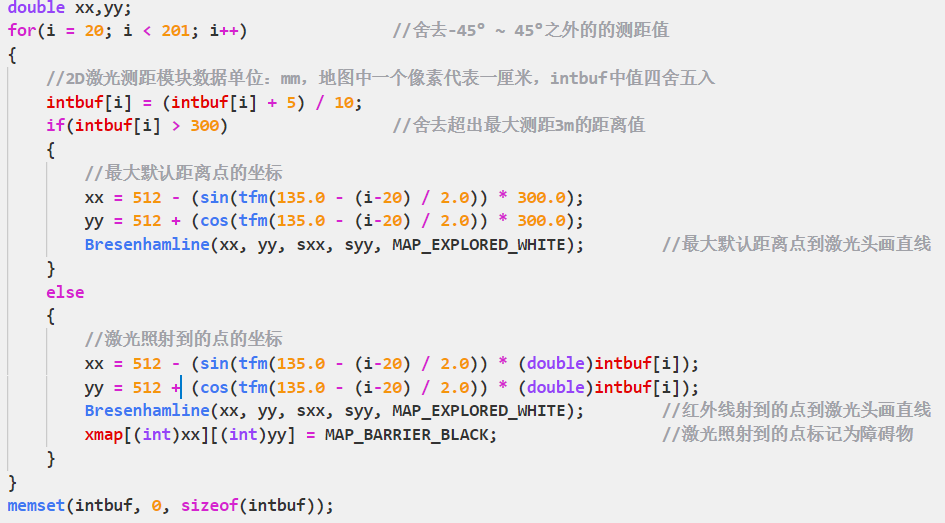 double xx,yy;
for(i = 20; i < 201; i++) //舍去-45° ~ 45°之外的的测距值
{
//2D激光测距模块数据单位：mm，地图中一个像素代表一厘米，intbuf中值四舍五入
intbuf[i] = (intbuf[i] + 5) / 10;
if(intbuf[i] > 300) //舍去超出最大测距3m的距离值
{
//最大默认距离点的坐标
xx = 512 - (sin(tfm(135.0 - (i-20) / 2.0)) * 300.0);
yy = 512 + (cos(tfm(135.0 - (i-20) / 2.0)) * 300.0);
Bresenhamline(xx, yy, sxx, syy, MAP_EXPLORED_WHITE); //最大默认距离点到激光头画直线
}
else
{
//激光照射到的点的坐标
xx = 512 - (sin(tfm(135.0 - (i-20) / 2.0)) * (double)intbuf[i]);
yy = 512 + (cos(tfm(135.0 - (i-20) / 2.0)) * (double)intbuf[i]);
Bresenhamline(xx, yy, sxx, syy, MAP_EXPLORED_WHITE); //红外线射到的点到激光头画直线
xmap[(int)xx][(int)yy] = MAP_BARRIER_BLACK; //激光照射到的点标记为障碍物
}
}
memset(intbuf, 0, sizeof(intbuf));